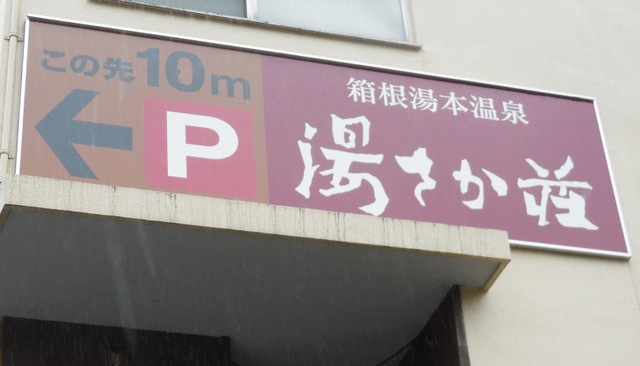 この先10m
P
箱根湯本温泉
湯さか荘